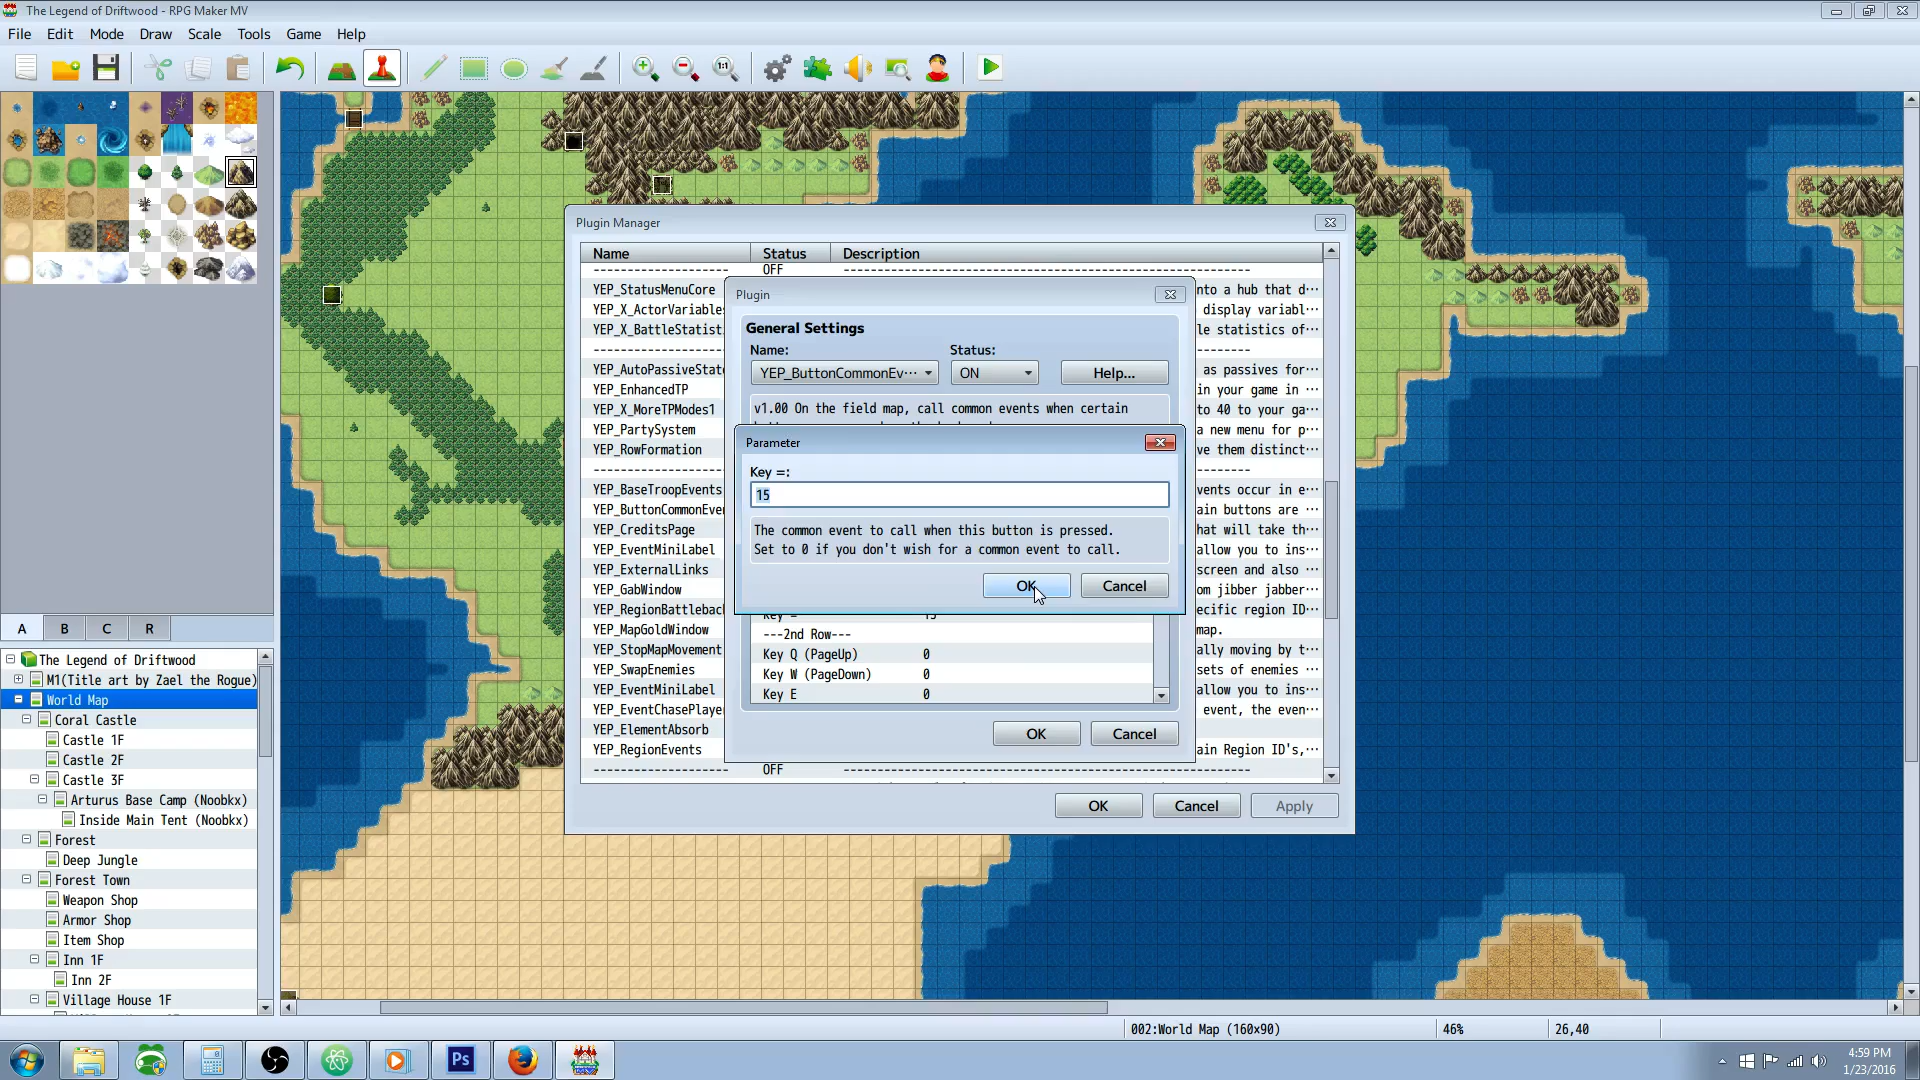 The Legend of Driftwood - RPG Maker MV
File Edit Mode Draw Scale Tools Game Help
1:1
Plugin Manager
Name Status Description
-------------------- OFF ------------------------------------------------------------
YEP_StatusMenuCore
nto a hub that d···
YEP_X_ActorVariable
display variabl···
YEP_X_BattleStatist
le statistics of···
YEP_AutoPassiveState
as passives for···
YEP_EnhancedTP
in your game in
YEP_X_MoreTPModes1
to 40 to your ga···
YEP_PartySystem
a new menu for p···
YEP_RowFormation
ve them distinct···
YEP_BaseTroopEvents
vents occur in e···
YEP_ButtonCommonEve
ain buttons are
YEP_CreditsPage
hat will take th···
YEP_EventMiniLabel
allow you to ins···
YEP_ExternalLinks
screen and also ···
YEP_GabWindow
om jibber jabber···
YEP_RegionBattleback
ecific region ID···
YEP_MapGoldWindow
map.
YEP_StopMapMovement
ally moving by t···
YEP_SwapEnemies
sets of enemies
YEP_EventMiniLabel
allow you to ins···
YEP_EventChasePlayer
event, the even···
YEP_ElementAbsorb
YEP_RegionEvents
ain Region ID's,···
-------------------- OFF ------------------------------------------------------------
OK Cancel Apply
Plugin
General Settings
Name: Status:
YEP_ButtonCommonEv··· ON Help...
v1.00 On the field map, call common events when certain
Parameter
Key =:
15
The common event to call when this button is pressed.
Set to 0 if you don't wish for a common event to call.
OK Cancel
Key = 15
---2nd Row---
Key Q (PageUp) 0
Key W (PageDown) 0
Key E 0
OK Cancel
A B C R
The Legend of Driftwood
M1(Title art by Zael the Rogue)
World Map
Coral Castle
Castle 1F
Castle 2F
Castle 3F
Arturus Base Camp (Noobkx)
Inside Main Tent (Noobkx)
Forest
Deep Jungle
Forest Town
Weapon Shop
Armor Shop
Item Shop
Inn 1F
Inn 2F
Village House 1F
002:World Map (160x90) 46% 26,40
Ps
4:59 PM
1/23/2016